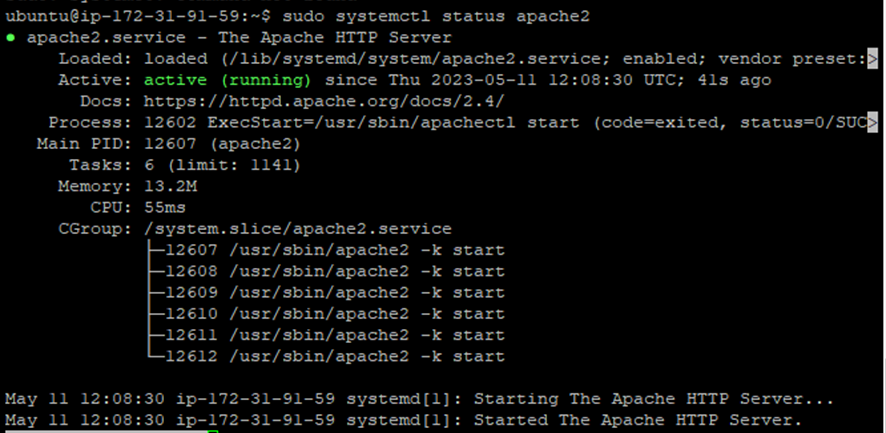 ubuntu@ip-172-31-91-59:~$ sudo systemctl status apache2
● apache2.service - The Apache HTTP Server
Loaded: loaded (/lib/systemd/system/apache2.service; enabled; vendor preset:>
Active: active (running) since Thu 2023-05-11 12:08:30 UTC; 41s ago
Docs: https://httpd.apache.org/docs/2.4/
Process: 12602 ExecStart=/usr/sbin/apachectl start (code=exited, status=0/SUC>
Main PID: 12607 (apache2)
Tasks: 6 (limit: 1141)
Memory: 13.2M
CPU: 55ms
CGroup: /system.slice/apache2.service
├─12607 /usr/sbin/apache2 -k start
├─12608 /usr/sbin/apache2 -k start
├─12609 /usr/sbin/apache2 -k start
├─12610 /usr/sbin/apache2 -k start
├─12611 /usr/sbin/apache2 -k start
└─12612 /usr/sbin/apache2 -k start
May 11 12:08:30 ip-172-31-91-59 systemd[1]: Starting The Apache HTTP Server...
May 11 12:08:30 ip-172-31-91-59 systemd[1]: Started The Apache HTTP Server.